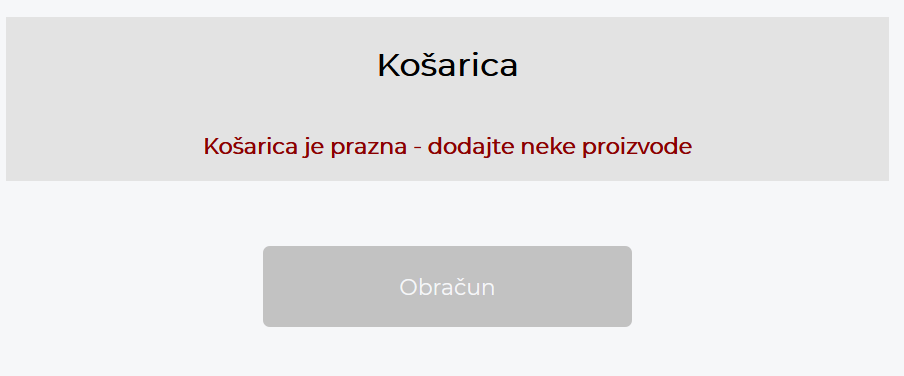 Košarica
Košarica je prazna - dodajte neke proizvode
Obračun